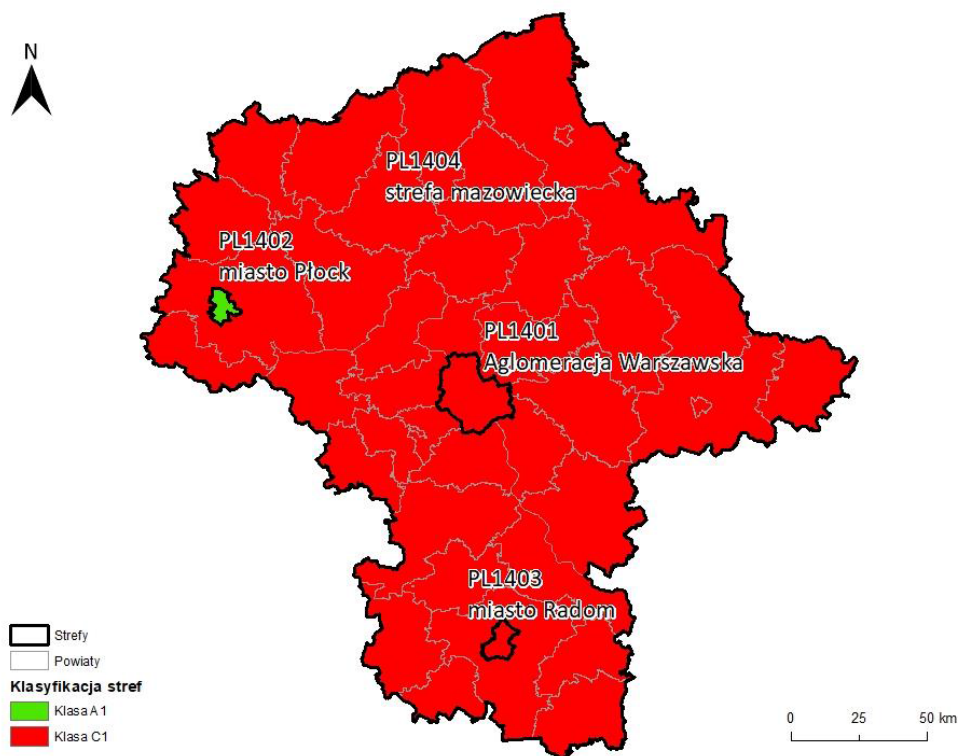 N
PL1404
strefa mazowiecka
PL1402
miasto Płock
PL1401
Aglomeracja Warszawska
PL1403
miasto Radom
Strefy
Powiaty
Klasyfikacja stref
Klasa A1
Klasa C1
0 25 50 km